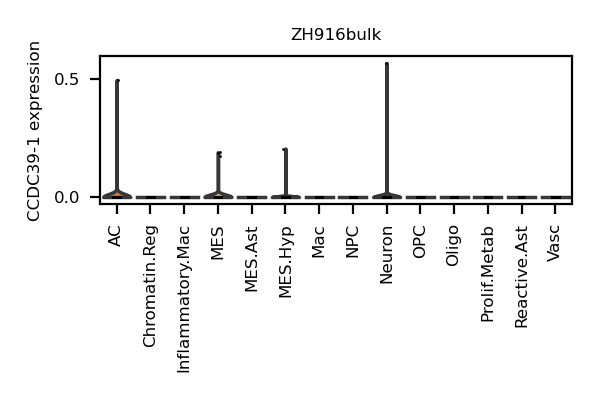 ZH916bulk
CCDC39-1 expression
0.5
0.0
AC
Chromatin.Reg
Inflammatory.Mac
MES
MES.Ast
MES.Hyp
Mac
NPC
Neuron
OPC
Oligo
Prolif.Metab
Reactive.Ast
Vasc